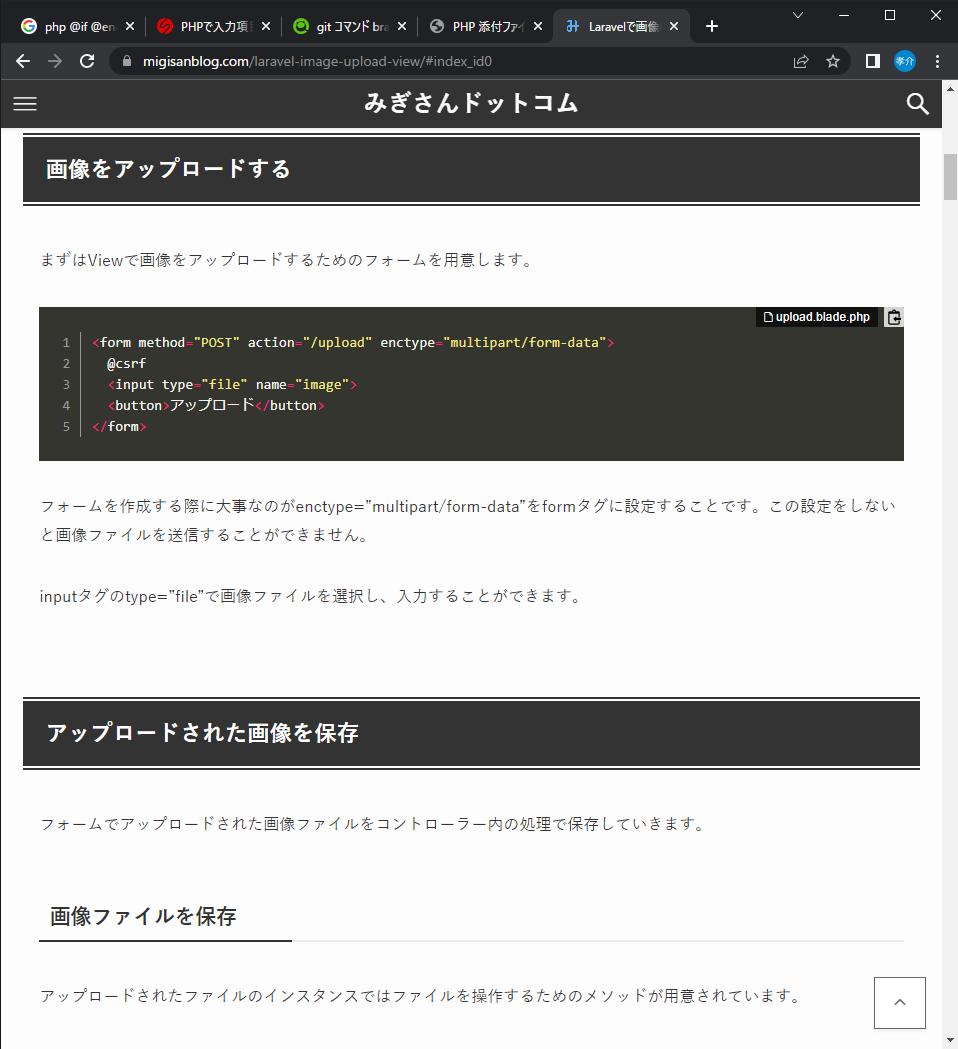 php @if @en
PHPで入力項
git コマンド bra
PHP 添付ファイ
Laravelで画像
migisanblog.com/laravel-image-upload-view/#index_id0
孝介
みぎさんドットコム
画像をアップロードする
まずはViewで画像をアップロードするためのフォームを用意します。
upload.blade.php
1 <form method="POST" action="/upload" enctype="multipart/form-data">
2 @csrf
3 <input type="file" name="image">
4 <button>アップロード</button>
5 </form>
フォームを作成する際に大事なのがenctype=”multipart/form-data”をformタグに設定することです。この設定をしない
と画像ファイルを送信することができません。
inputタグのtype=”file”で画像ファイルを選択し、入力することができます。
アップロードされた画像を保存
フォームでアップロードされた画像ファイルをコントローラー内の処理で保存していきます。
画像ファイルを保存
アップロードされたファイルのインスタンスではファイルを操作するためのメソッドが用意されています。